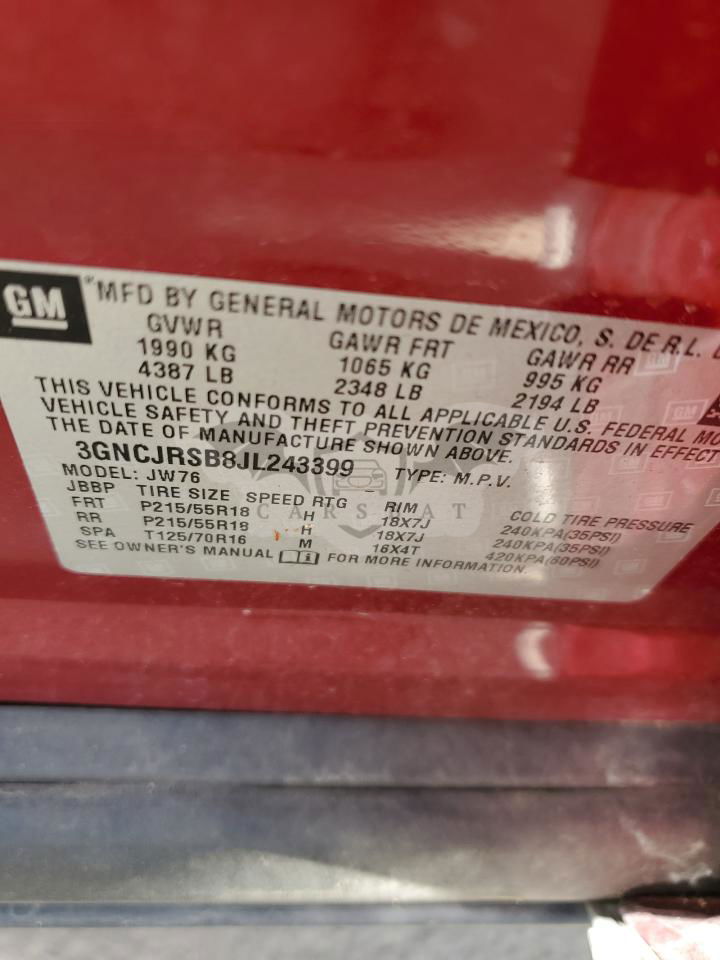 GM
MFD BY GENERAL MOTORS DE MEXICO, S. DE R.L.
GVWR GAWR FRT GAWR RR
1990 KG 1065 KG 995 KG
4387 LB 2348 LB 2194 LB
THIS VEHICLE CONFORMS TO ALL APPLICABLE U.S. FEDERAL
VEHICLE SAFETY AND THEFT PREVENTION STANDARDS IN EFFECT
THE DATE OF MANUFACTURE SHOWN ABOVE.
3GNCJRSB8JL243399 TYPE: M.P.V.
MODEL: JW76
JBBP TIRE SIZE SPEED RTG RIM COLD TIRE PRESSURE
FRT P215/55R18 H 18X7J 240KPA(35PSI)
RR P215/55R18 H 18X7J 240KPA(35PSI)
SPA T125/70R16 M 16X4T 420KPA(60PSI)
SEE OWNER'S MANUAL FOR MORE INFORMATION.